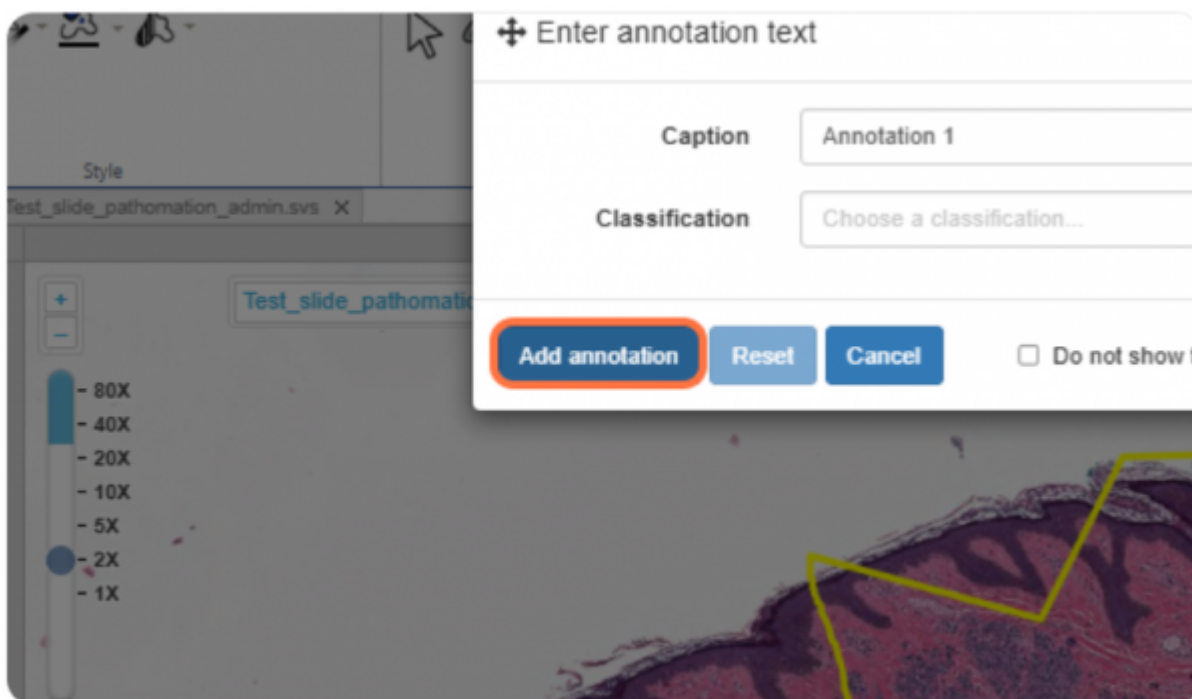 Enter annotation text
Caption
Annotation 1
Classification
Choose a classification...
Style
Test_slide_pathomation_admin.svs X
+
Test_slide_pathomatic
−
Add annotation
Reset
Cancel
Do not show
- 80X
- 40X
- 20X
- 10X
- 5X
- 2X
- 1X